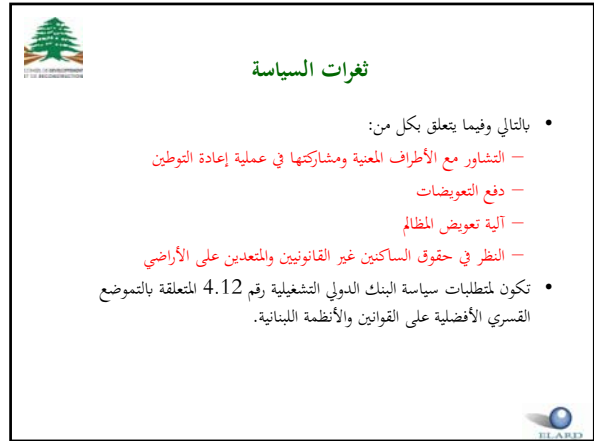 ثغرات السياسة
• بالتالي وفيما يتعلق بكل من:
– التشاور مع الأطراف المعنية ومشاركتها في عملية إعادة التوطين
– دفع التعويضات
– آلية تعويض المظالم
– النظر في حقوق الساكنين غير القانونيين والمتعدين على الأراضي
• تكون لمتطلبات سياسة البنك الدولي التشغيلية رقم 4.12 المتعلقة بالتموضع
القسري الأفضلية على القوانين والأنظمة اللبنانية.
ELARD